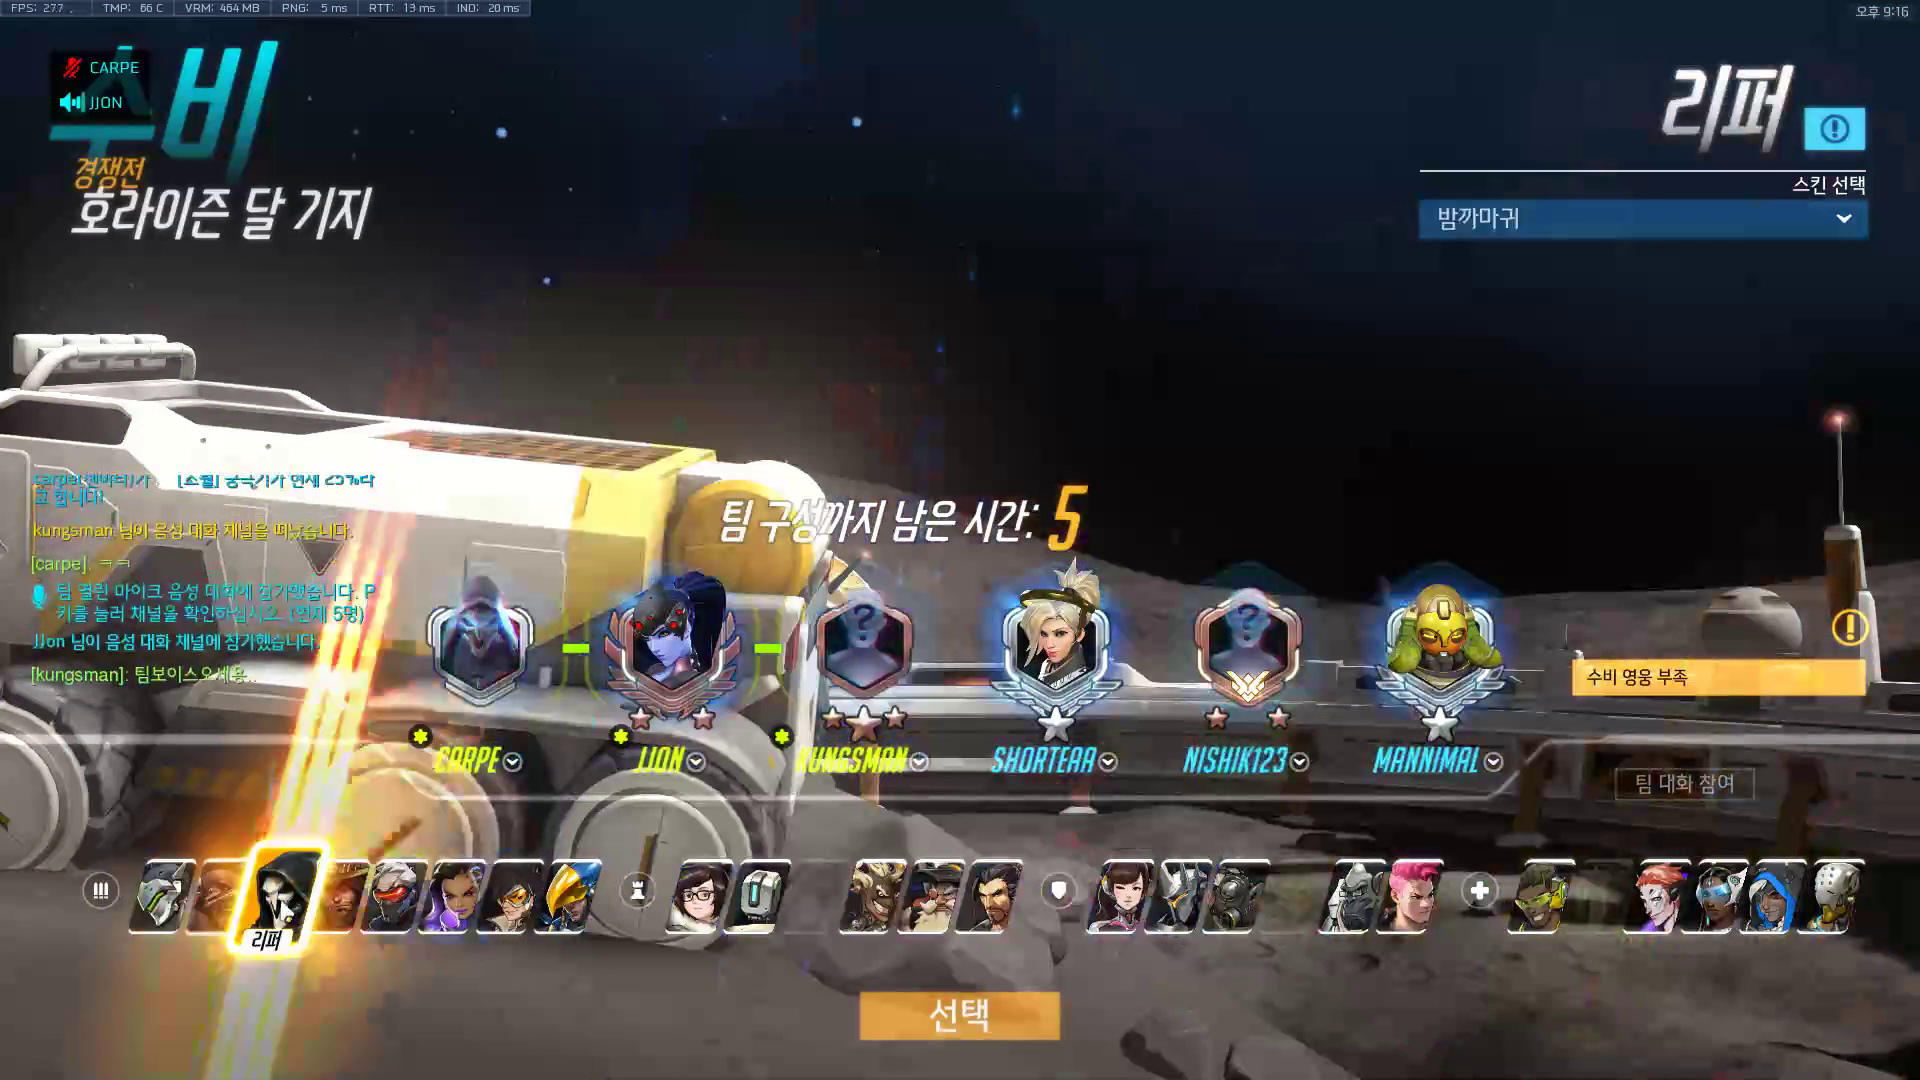 FPS: 277 . TMP: 66 C VRM: 464 MB PNG: 5 ms RTT: 13 ms IND: 20 ms
오후 9:16
CARPE
JJON
수비
경쟁전
호라이즌 달 기지
리퍼
스킨 선택
밤까마귀
고 합니다!
kungsman 님이 음성 대화 채널을 떠났습니다.
[carpe]: ㅋㅋ
팀 열린 마이크 음성 대화에 참가했습니다. P
키를 눌러 채널을 확인하십시오. (현재 5명)
JJon 님이 음성 대화 채널에 참가했습니다.
[kungsman]: 팀보이스오세용..
팀 구성까지 남은 시간: 5
수비 영웅 부족
CARPE
JJON
KUNGSMAN
SHORTEAA
NISHIK123
MANNIMAL
팀 대화 참여
리퍼
선택